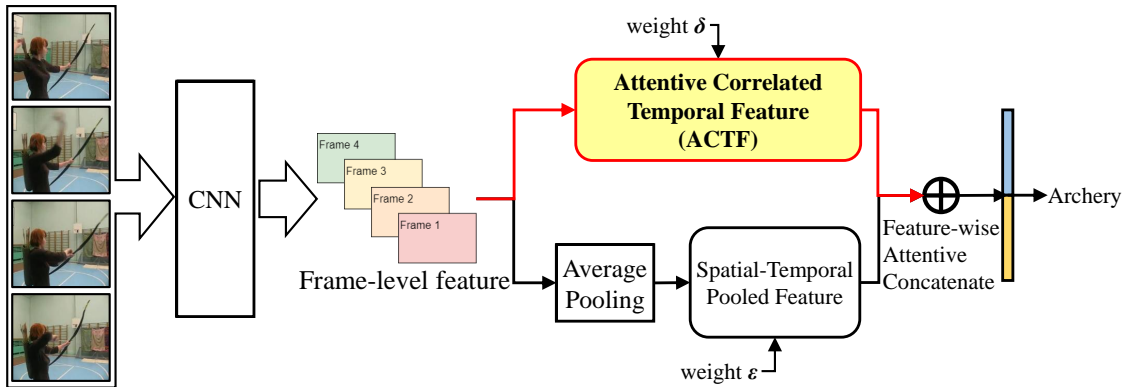 weight δ
Attentive Correlated
Temporal Feature
(ACTF)
CNN
Frame 4
Frame 3
Frame 2
Frame 1
Frame-level feature
Average
Pooling
Spatial-Temporal
Pooled Feature
weight ε
Feature-wise
Attentive
Concatenate
Archery